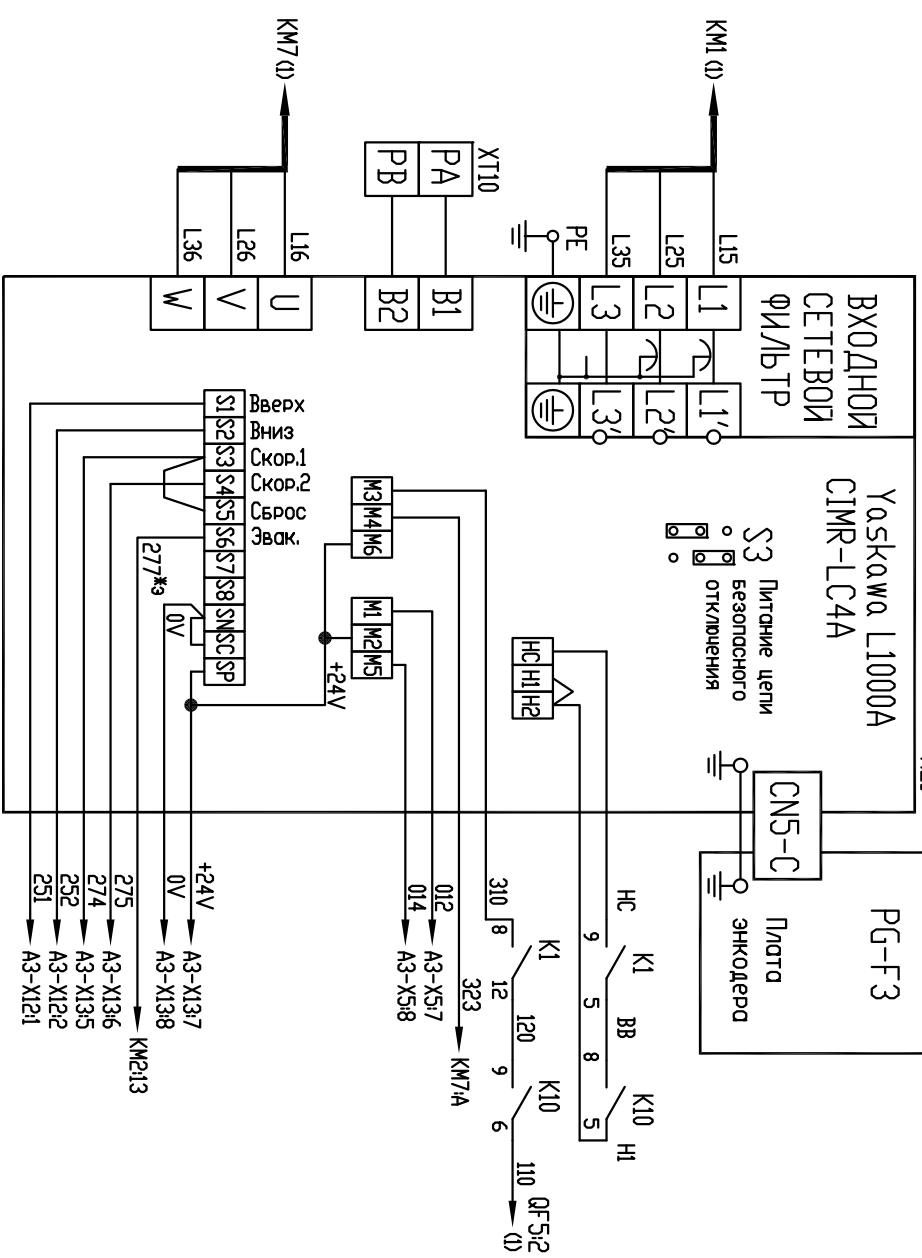 KM7 (1)
KM1 (1)
L36
L26
L16
XT10
PB
PA
PE
L35
L25
L15
W
V
U
B2
B1
L3
L2
L1
ВХОДНОЙ
СЕТЕВОЙ
ФИЛЬТР
L3'
L2'
L1'
Yaskawa L1000A
CIMR-LC4A
S3
Питание цепи
безопасного
отключения
S1 Вверх
S2 Вниз
S3 Скор.1
S4 Скор.2
S5 Сброс
S6 Эвак.
S7
S8
SN
SC
SP
277*э
0V
M3
M4
M6
M1
M2
M5
+24V
HC
H1
H2
CN5-C
PG-F3
Плата
энкодера
251
A3-X12:1
252
A3-X12:2
274
A3-X13:5
275
A3-X13:6
KM2:13
0V
A3-X13:8
+24V
A3-X13:7
014
A3-X5:8
012
A3-X5:7
323
KM7:A
310
8
K1
12
120
9
K10
6
110
QF5:2
(1)
HC
9
K1
5
BB
8
K10
5
H1